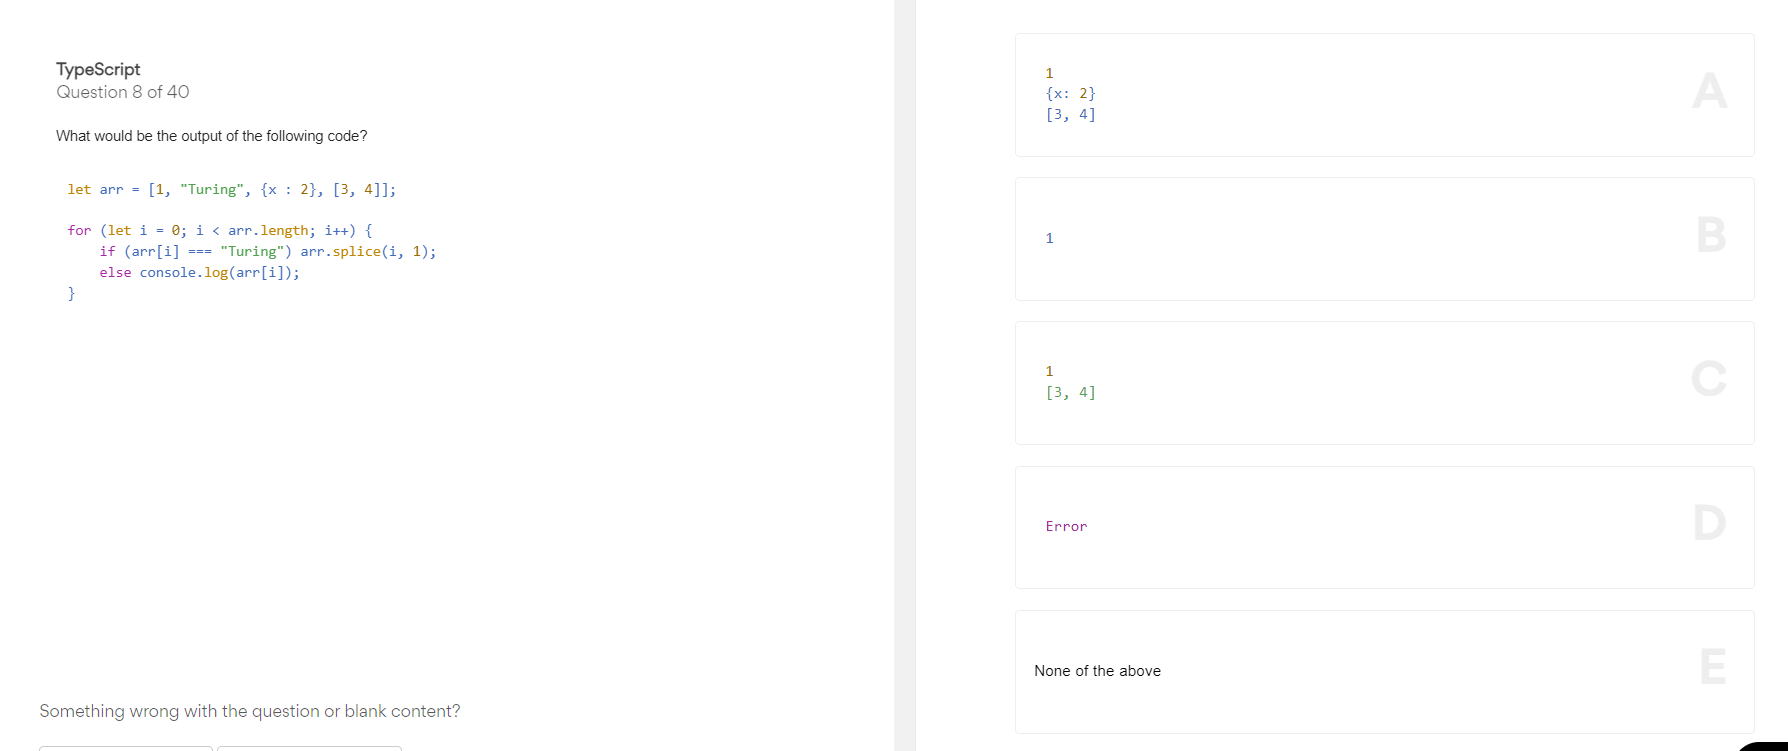 TypeScript
Question 8 of 40
What would be the output of the following code?
let arr = [1, "Turing", {x : 2}, [3, 4]];
for (let i = 0; i < arr.length; i++) {
    if (arr[i] === "Turing") arr.splice(i, 1);
    else console.log(arr[i]);
}
Something wrong with the question or blank content?
1
{x: 2}
[3, 4]
A
1
B
1
[3, 4]
C
Error
D
None of the above
E